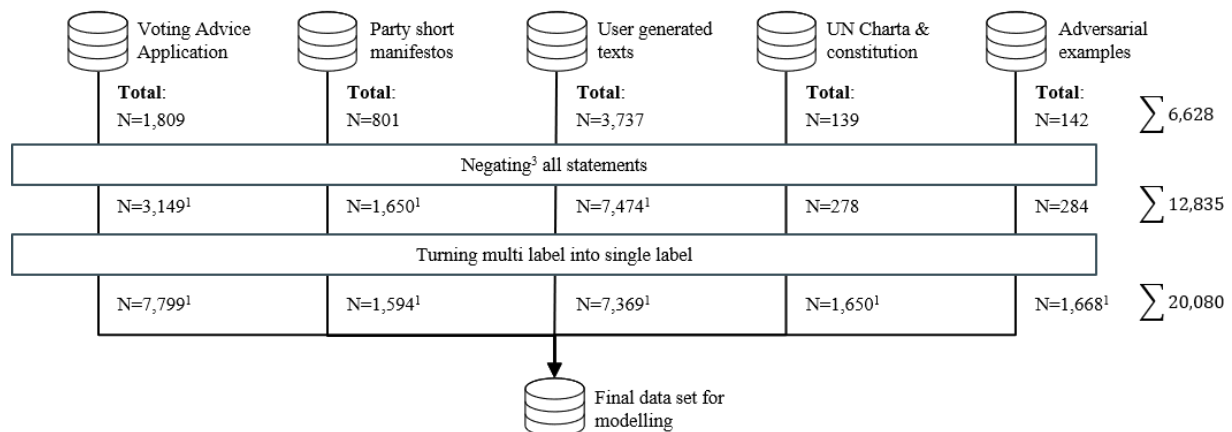 Voting Advice
Application
Party short
manifestos
User generated
texts
UN Charta &
constitution
Adversarial
examples
Total:
N=1,809
Total:
N=801
Total:
N=3,737
Total:
N=139
Total:
N=142
∑6,628
Negating³ all statements
N=3,149¹
N=1,650¹
N=7,474¹
N=278
N=284
∑12,835
Turning multi label into single label
N=7,799¹
N=1,594¹
N=7,369¹
N=1,650¹
N=1,668¹
∑20,080
Final data set for
modelling